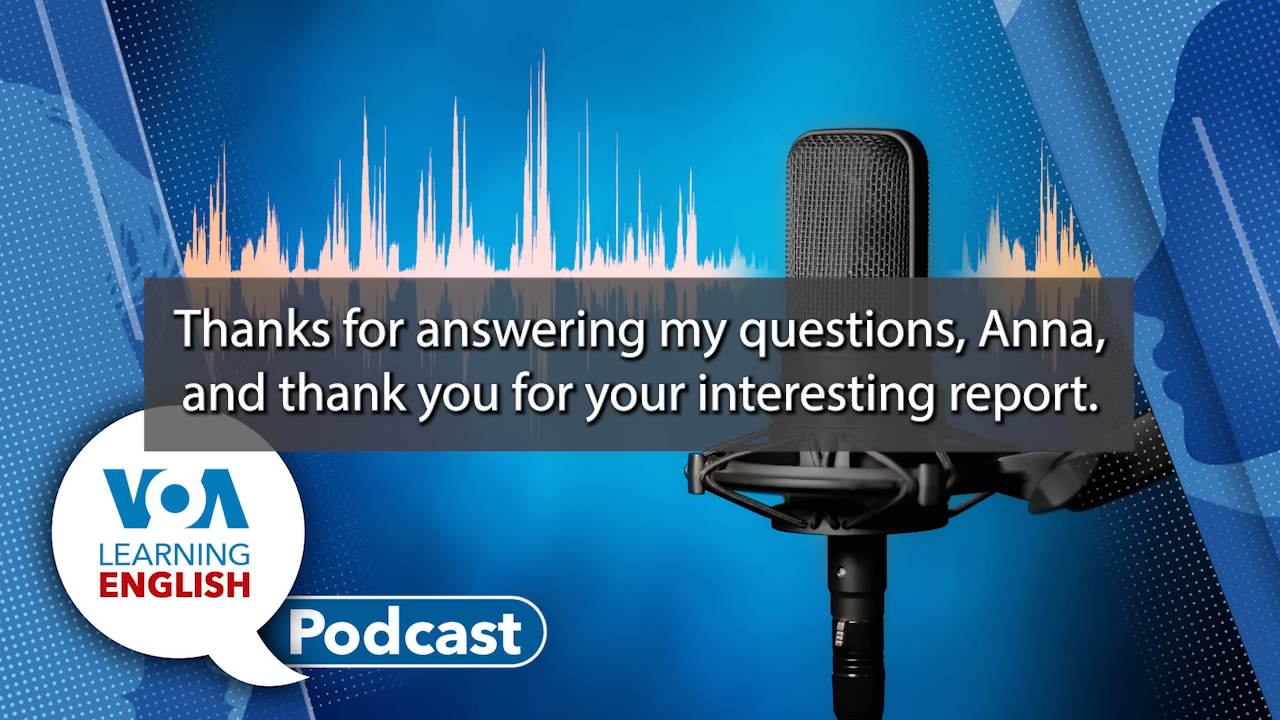 Thanks for answering my questions, Anna,
and thank you for your interesting report.
VOA
LEARNING
ENGLISH
Podcast